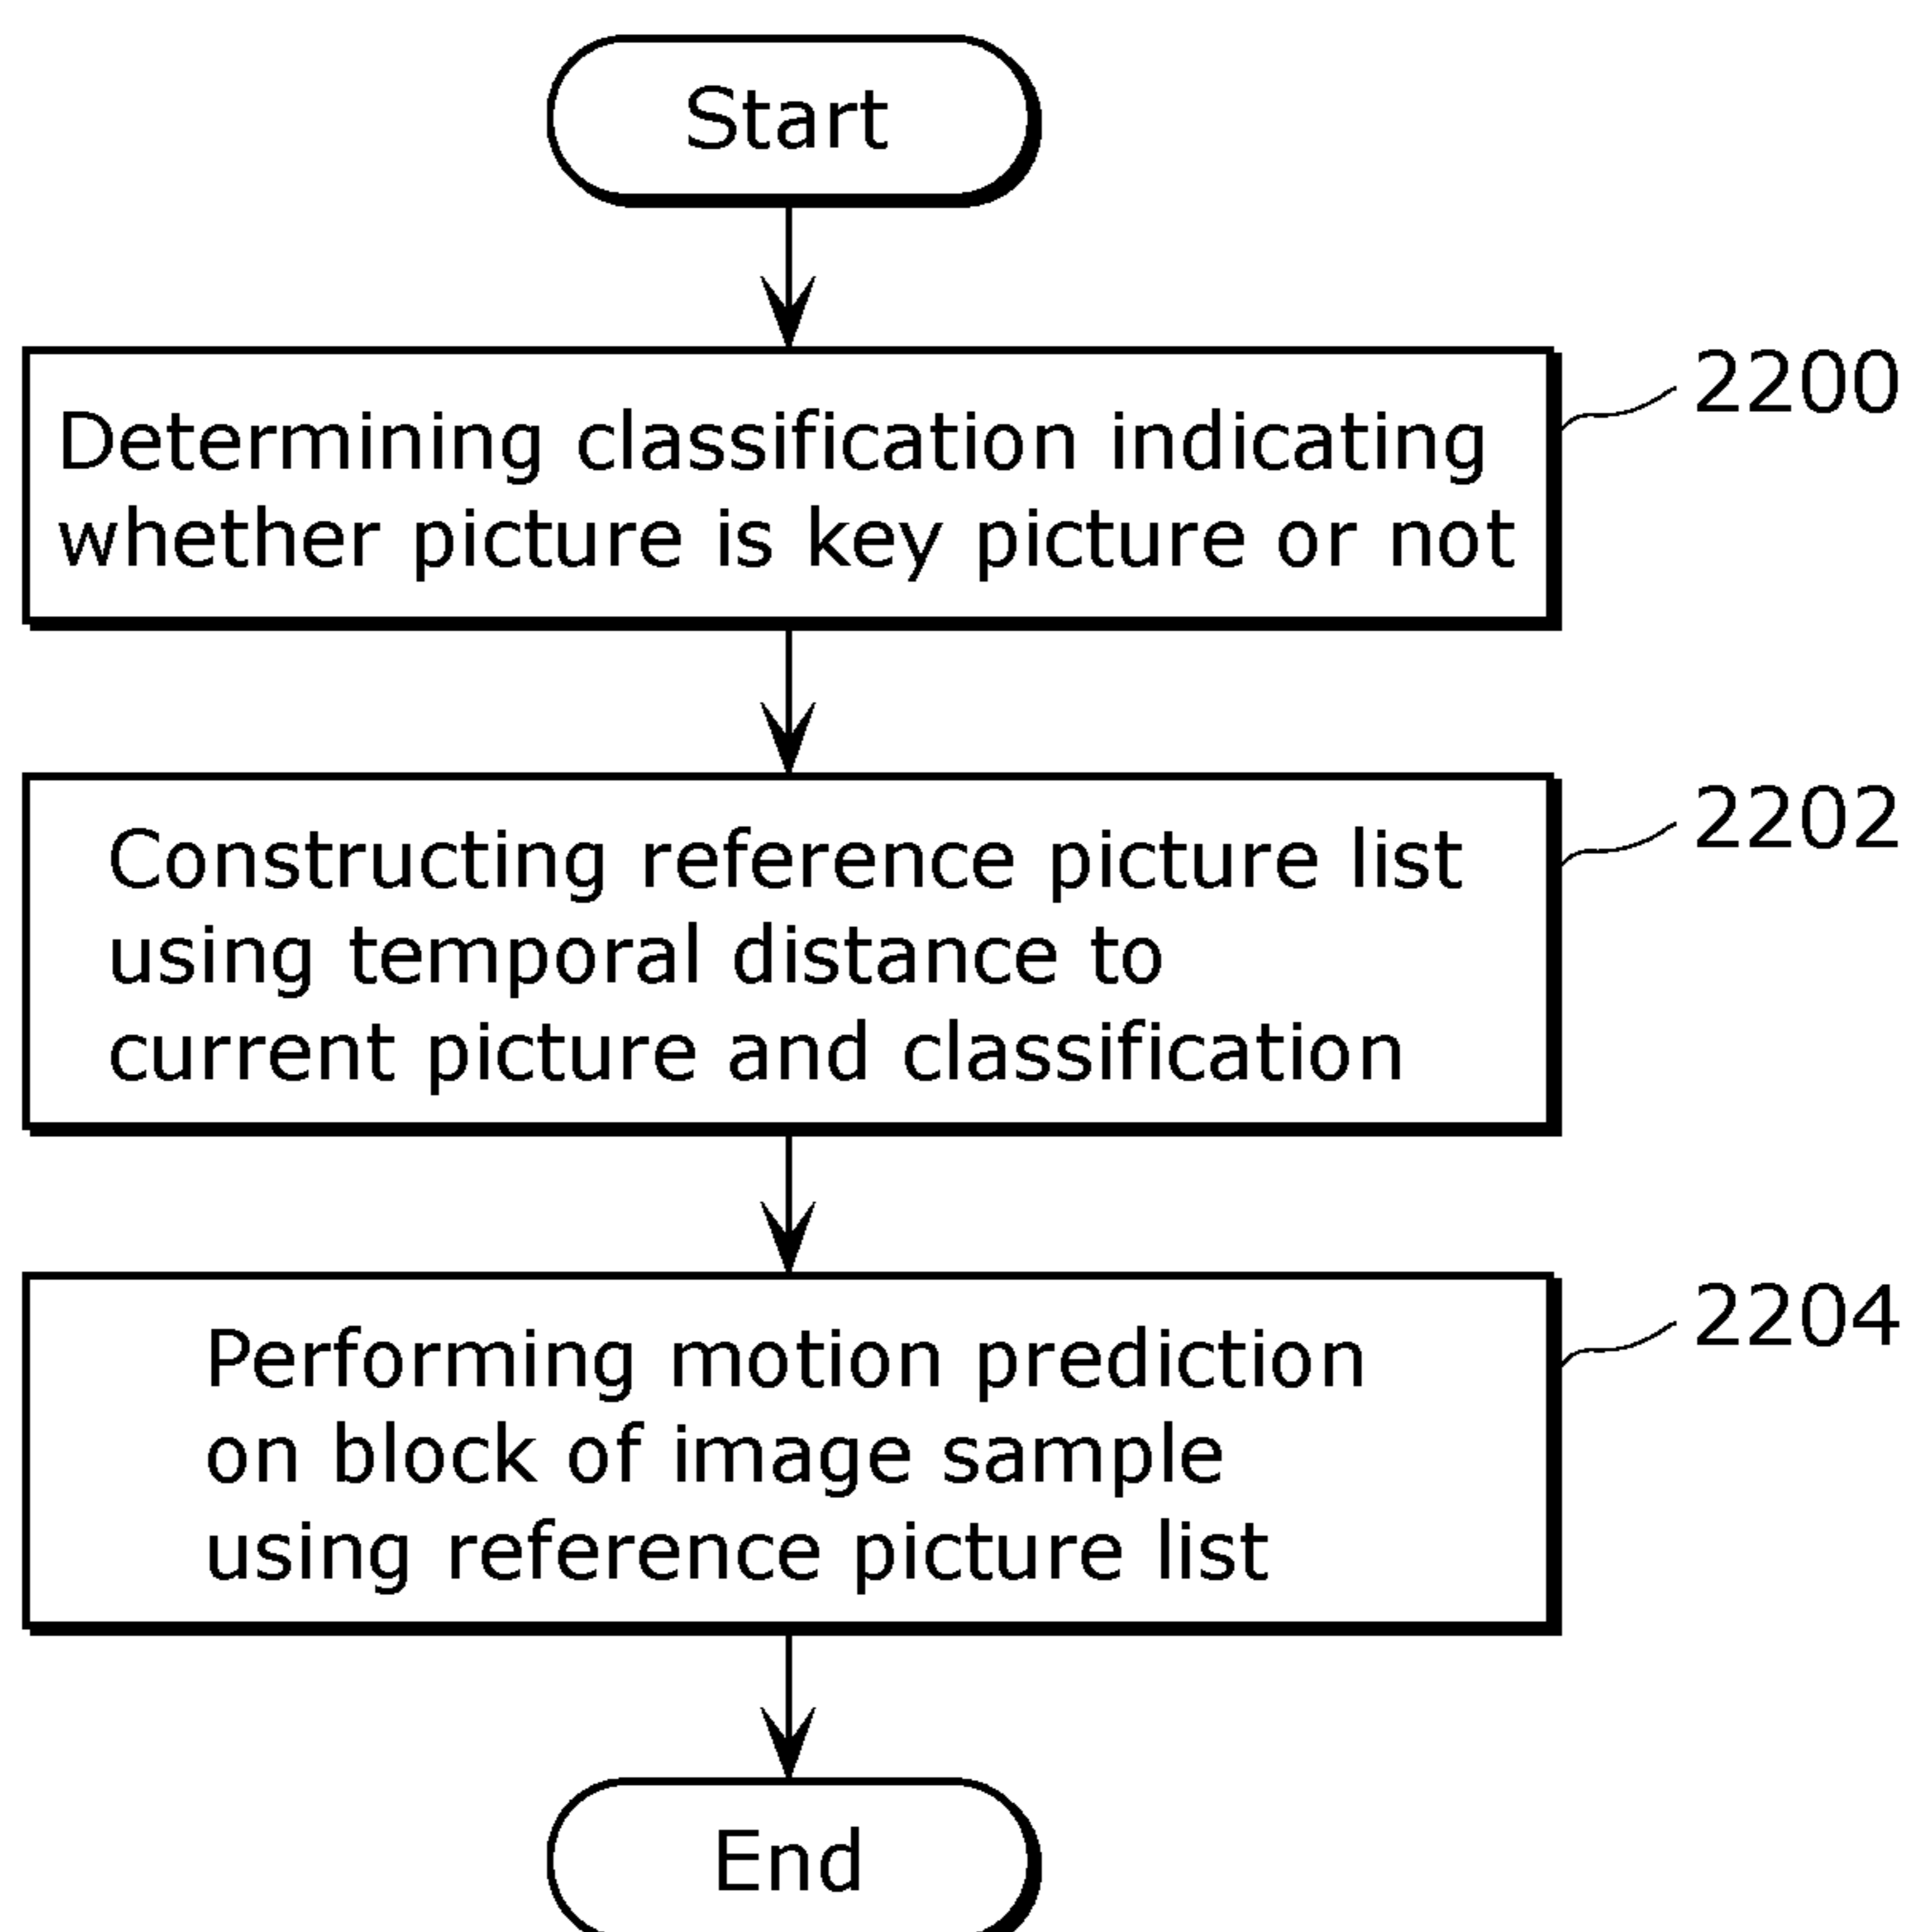 Start
Determining classification indicating
whether picture is key picture or not
2200
Constructing reference picture list
using temporal distance to
current picture and classification
2202
Performing motion prediction
on block of image sample
using reference picture list
2204
End